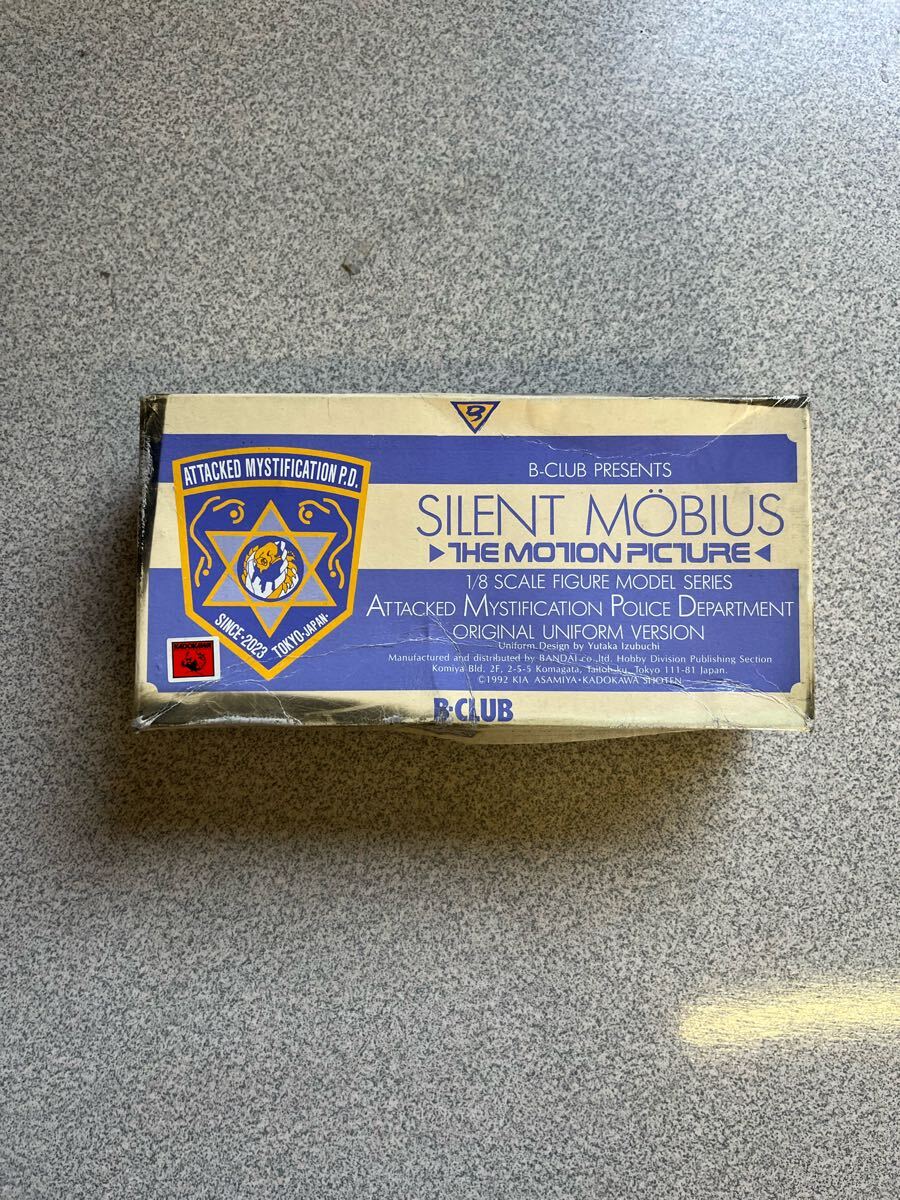 B-CLUB PRESENTS
SILENT MÖBIUS
▶THE MOTION PICTURE◀
1/8 SCALE FIGURE MODEL SERIES
ATTACKED MYSTIFICATION POLICE DEPARTMENT
ORIGINAL UNIFORM VERSION
Uniform Design by Yutaka Izubuchi
Manufactured and distributed by BANDAI co.,ltd. Hobby Division Publishing Section
Komiya Bld. 2F, 2-5-5 Komagata, Taitoh-ku, Tokyo 111-81 Japan.
©1992 KIA ASAMIYA·KADOKAWA SHOTEN
B-CLUB
ATTACKED MYSTIFICATION P.D.
SINCE·2023
TOKYO·JAPAN·
KADOKAWA